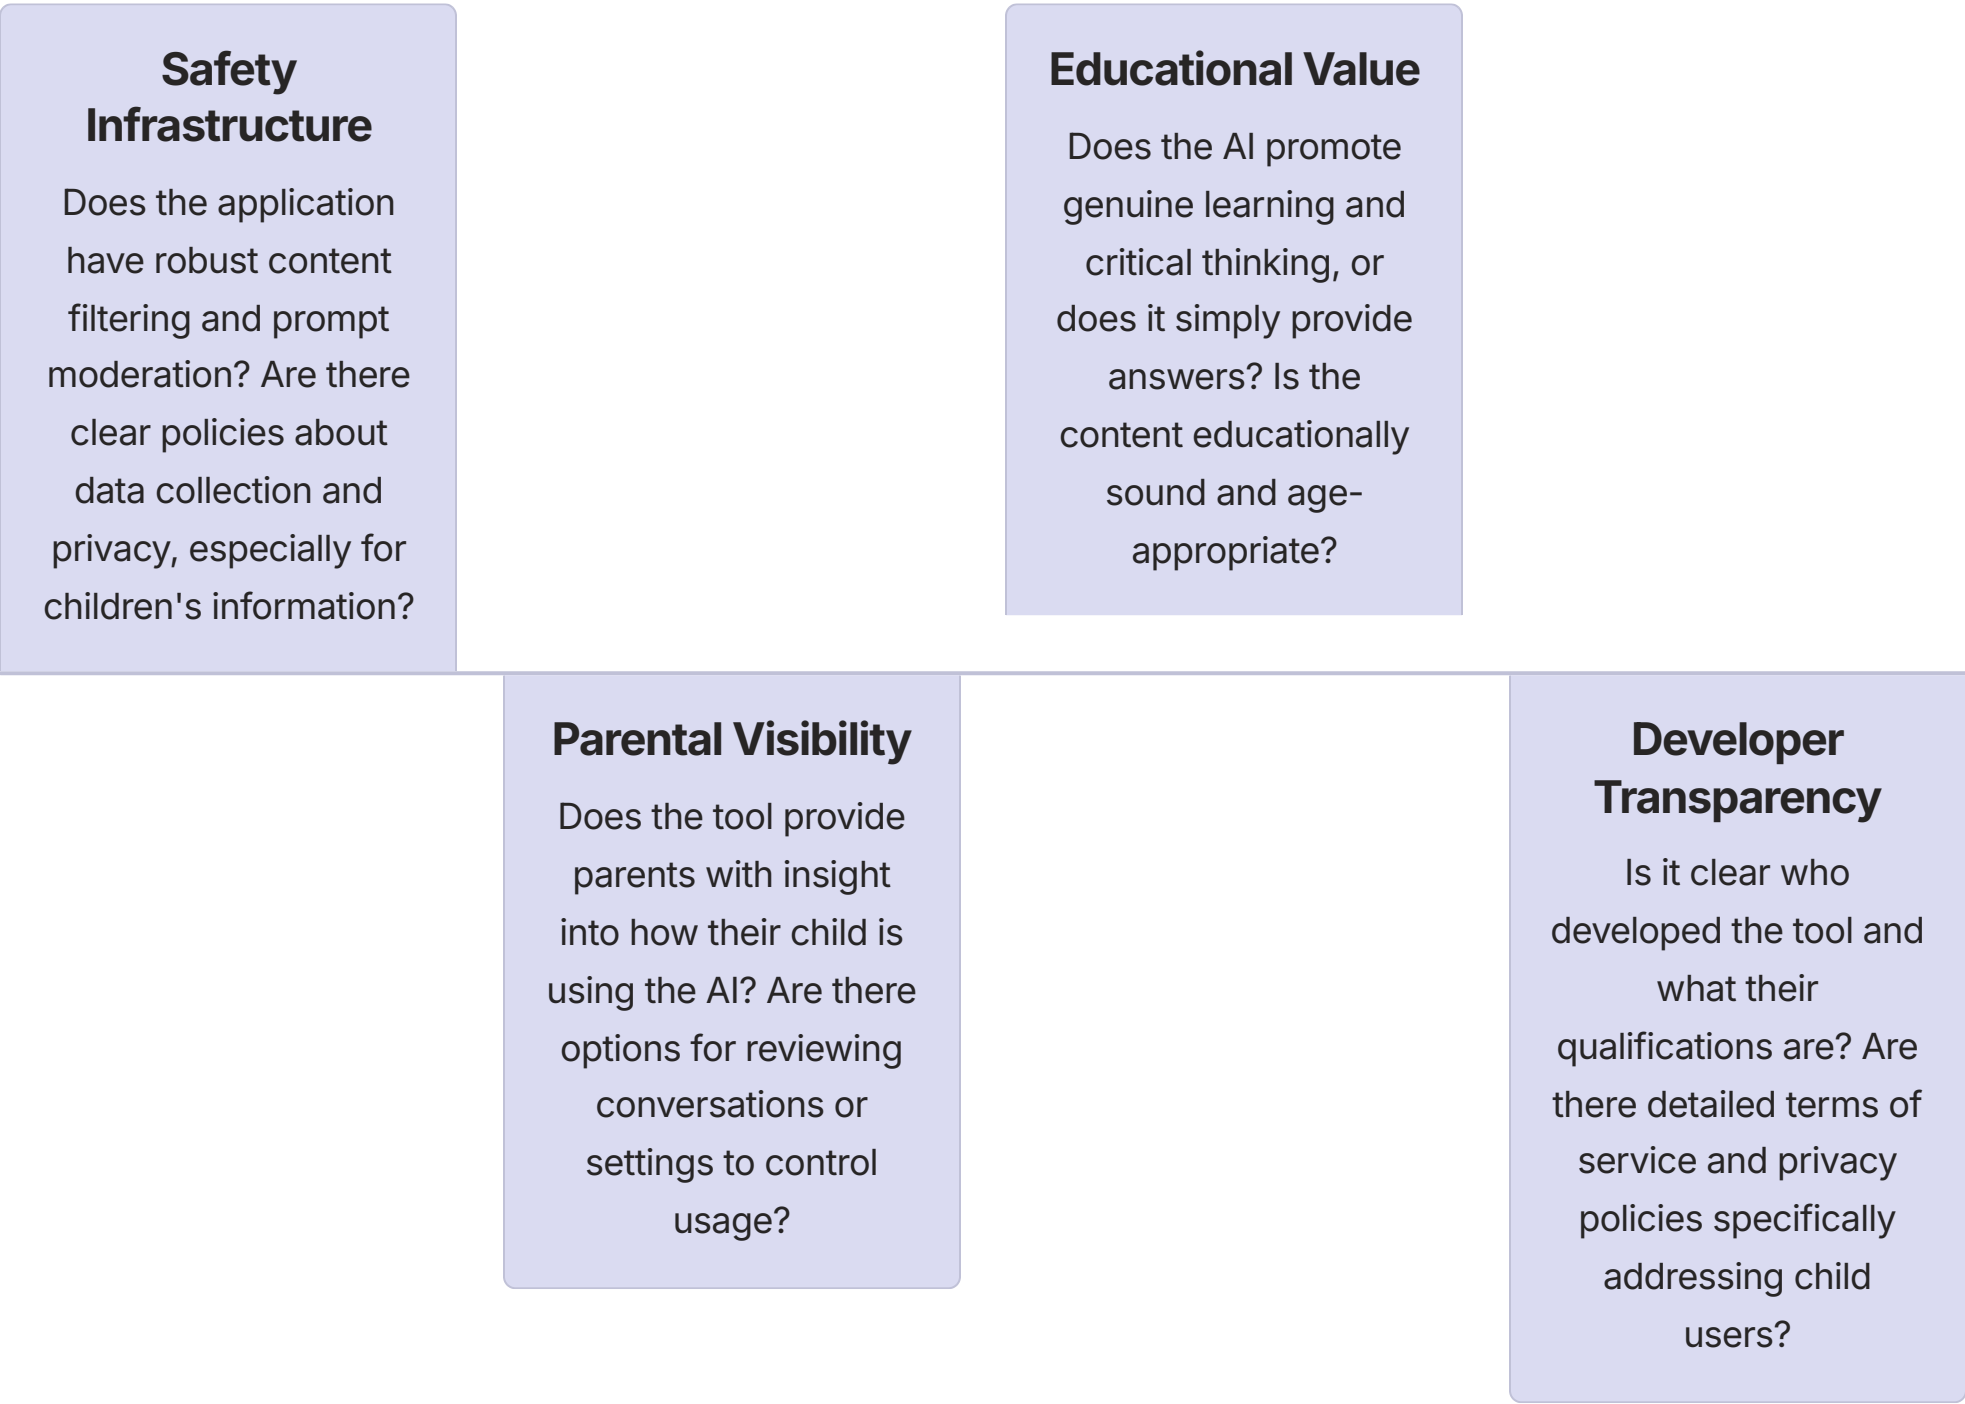 Safety
Infrastructure
Does the application
have robust content
filtering and prompt
moderation? Are there
clear policies about
data collection and
privacy, especially for
children's information?
Parental Visibility
Does the tool provide
parents with insight
into how their child is
using the AI? Are there
options for reviewing
conversations or
settings to control
usage?
Educational Value
Does the AI promote
genuine learning and
critical thinking, or
does it simply provide
answers? Is the
content educationally
sound and age-
appropriate?
Developer
Transparency
Is it clear who
developed the tool and
what their
qualifications are? Are
there detailed terms of
service and privacy
policies specifically
addressing child
users?